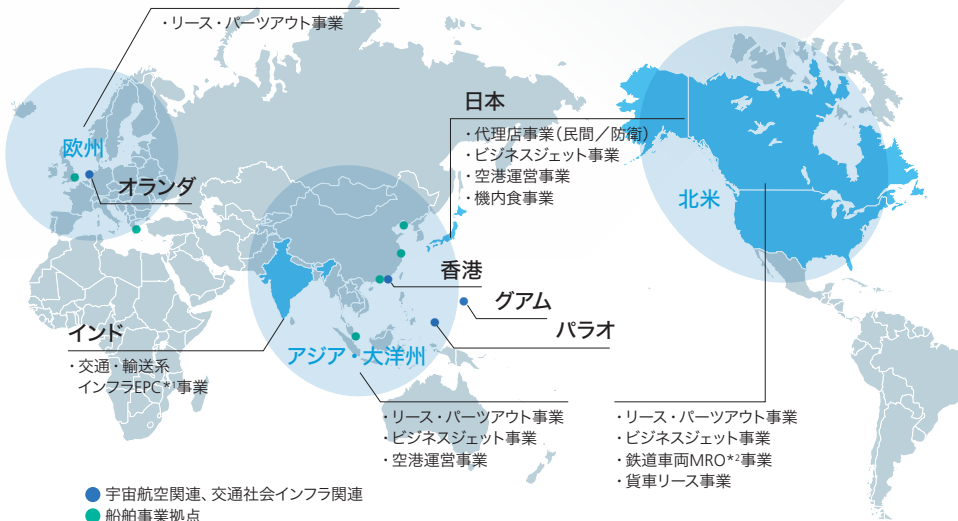 ・リース・パーツアウト事業
日本
・代理店事業（民間／防衛）
・ビジネスジェット事業
・空港運営事業
・機内食事業
欧州
オランダ
北米
香港
グアム
パラオ
インド
・交通・輸送系
インフラEPC*1事業
アジア・大洋州
・リース・パーツアウト事業
・ビジネスジェット事業
・空港運営事業
・リース・パーツアウト事業
・ビジネスジェット事業
・鉄道車両MRO*2事業
・貨車リース事業
宇宙航空関連、交通社会インフラ関連
船舶事業拠点